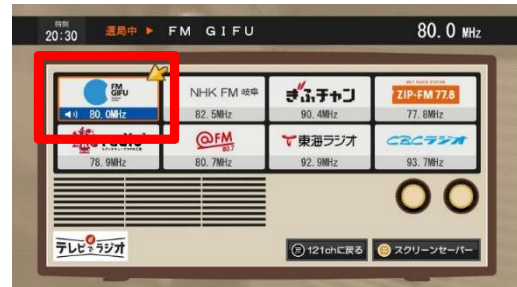 時刻
20:30 選局中 ▶ FM GIFU 80.0 MHz
FM GIFU
80.0MHz
NHK FM 岐阜
82.5MHz
ぎふチャン
90.4MHz
ZIP-FM 77.8
77.8MHz
radio
78.9MHz
@FM
80.7
80.7MHz
東海ラジオ
92.9MHz
CBCラジオ
93.7MHz
テレビでラジオ
121chに戻る
スクリーンセーバー